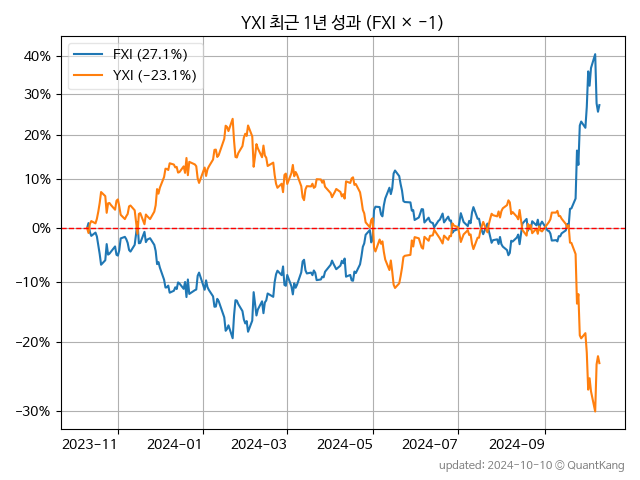 YXI 최근 1년 성과 (FXI × -1)
FXI (27.1%)
YXI (-23.1%)
40%
30%
20%
10%
0%
-10%
-20%
-30%
2023-11 2024-01 2024-03 2024-05 2024-07 2024-09
updated: 2024-10-10 © QuantKang